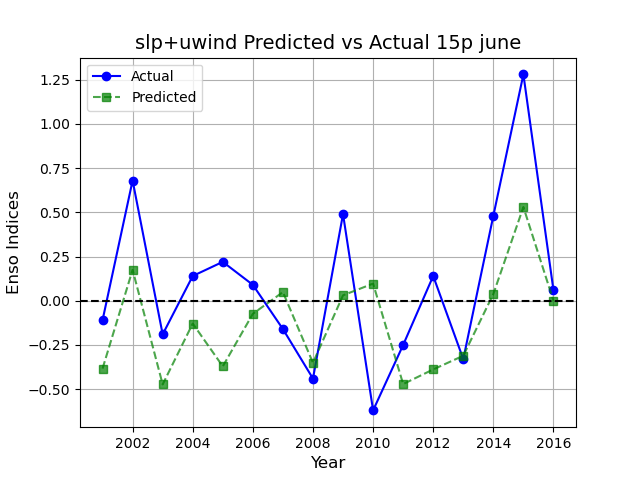 slp+uwind Predicted vs Actual 15p june
Actual
Predicted
1.25
1.00
0.75
0.50
0.25
0.00
−0.25
−0.50
Enso Indices
2002 2004 2006 2008 2010 2012 2014 2016
Year